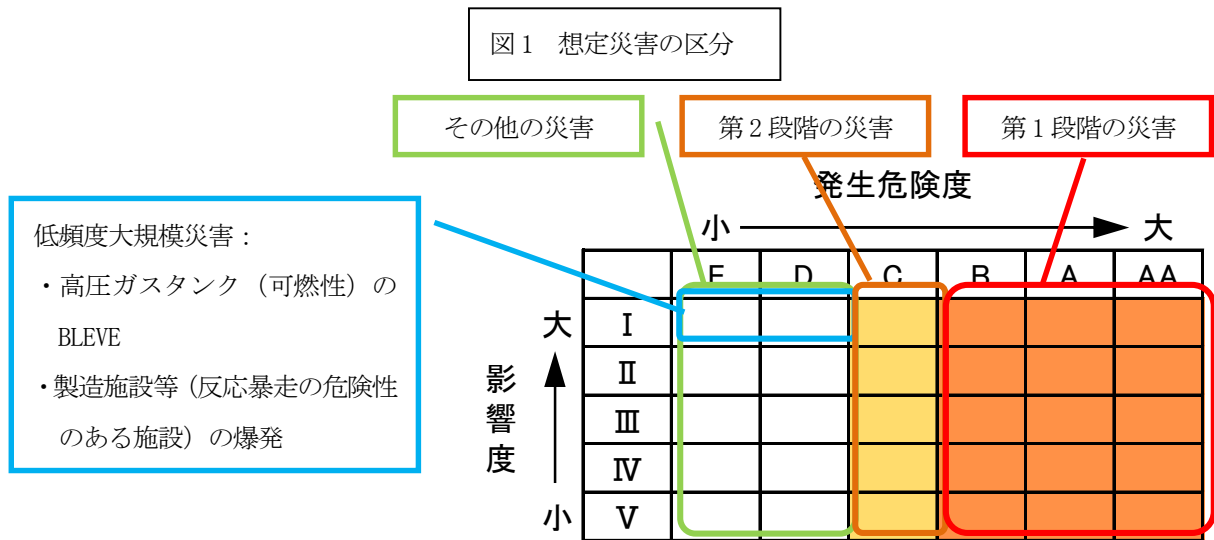 図1 想定災害の区分
その他の災害
第2段階の災害
第1段階の災害
発生危険度
小
大
低頻度大規模災害:
・高圧ガスタンク(可燃性)の
BLEVE
・製造施設等(反応暴走の危険性
のある施設)の爆発
E D C B A AA
大
影響度
小
Ⅰ
Ⅱ
Ⅲ
Ⅳ
Ⅴ